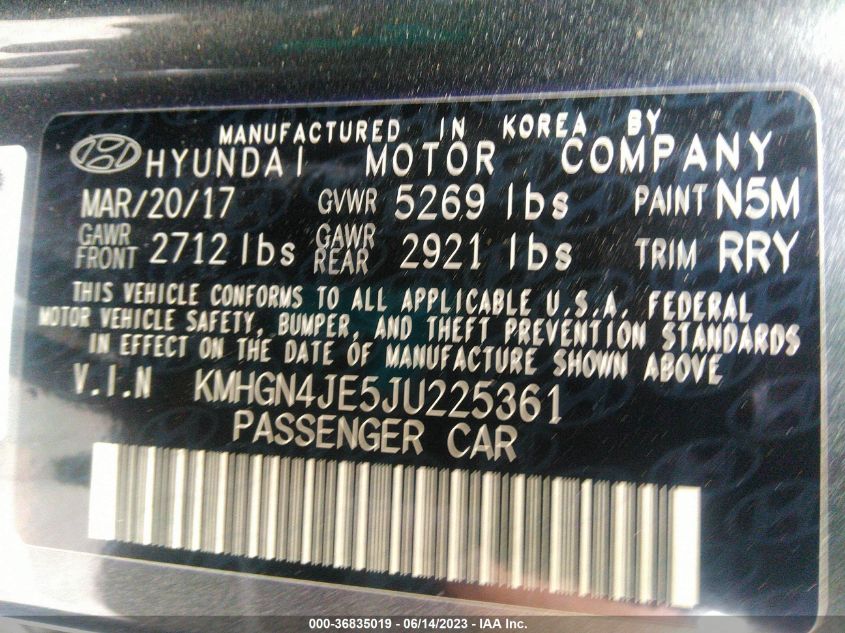 MANUFACTURED IN KOREA BY
HYUNDAI MOTOR COMPANY
MAR/20/17 GVWR 5269 lbs PAINT N5M
GAWR FRONT 2712 lbs GAWR REAR 2921 lbs TRIM RRY
THIS VEHICLE CONFORMS TO ALL APPLICABLE U.S.A. FEDERAL
MOTOR VEHICLE SAFETY, BUMPER, AND THEFT PREVENTION STANDARDS
IN EFFECT ON THE DATE OF MANUFACTURE SHOWN ABOVE
V.I.N KMHGN4JE5JU225361
PASSENGER CAR
000-36835019 - 06/14/2023 - IAA Inc.